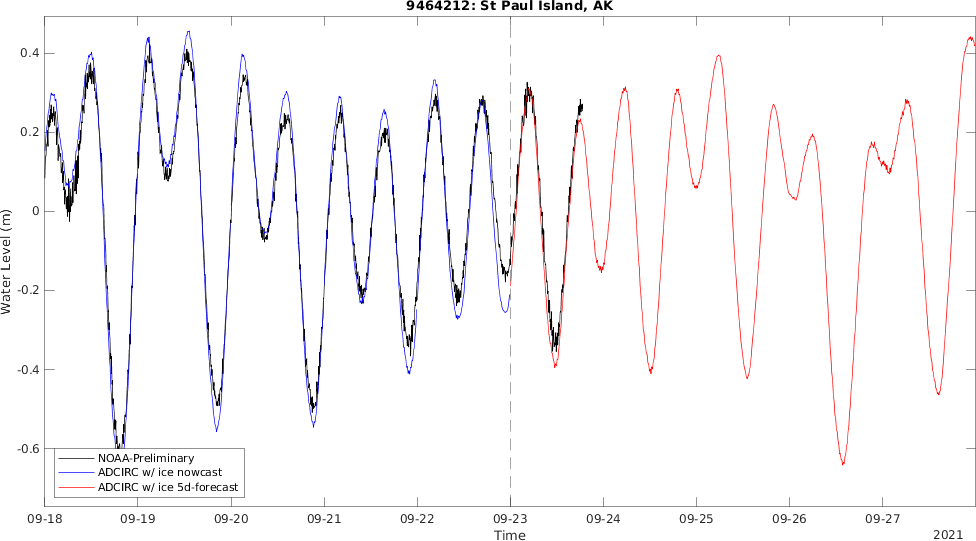 9464212: St Paul Island, AK
Water Level (m)
0.4
0.2
0
-0.2
-0.4
-0.6
NOAA-Preliminary
ADCIRC w/ ice nowcast
ADCIRC w/ ice 5d-forecast
09-18 09-19 09-20 09-21 09-22 09-23 09-24 09-25 09-26 09-27
Time
2021